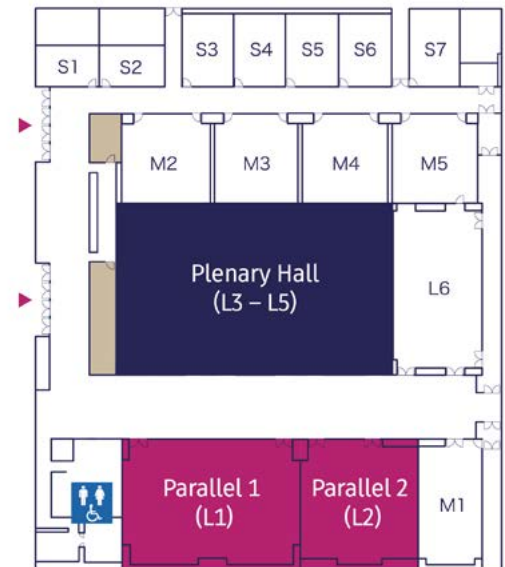 S3 S4 S5 S6 S7
S1 S2
M2 M3 M4 M5
Plenary Hall
(L3 – L5)
L6
Parallel 1
(L1)
Parallel 2
(L2)
M1